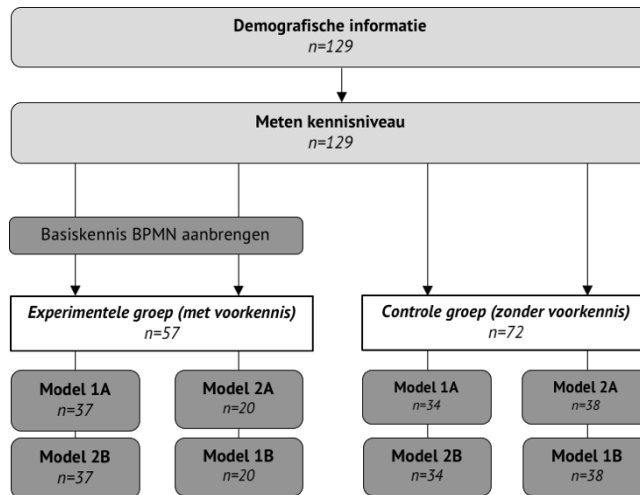 Demografische informatie
n=129
Meten kennisniveau
n=129
Basiskennis BPMN aanbrengen
Experimentele groep (met voorkennis)
n=57
Controle groep (zonder voorkennis)
n=72
Model 1A
n=37
Model 2A
n=20
Model 1A
n=34
Model 2A
n=38
Model 2B
n=37
Model 1B
n=20
Model 2B
n=34
Model 1B
n=38